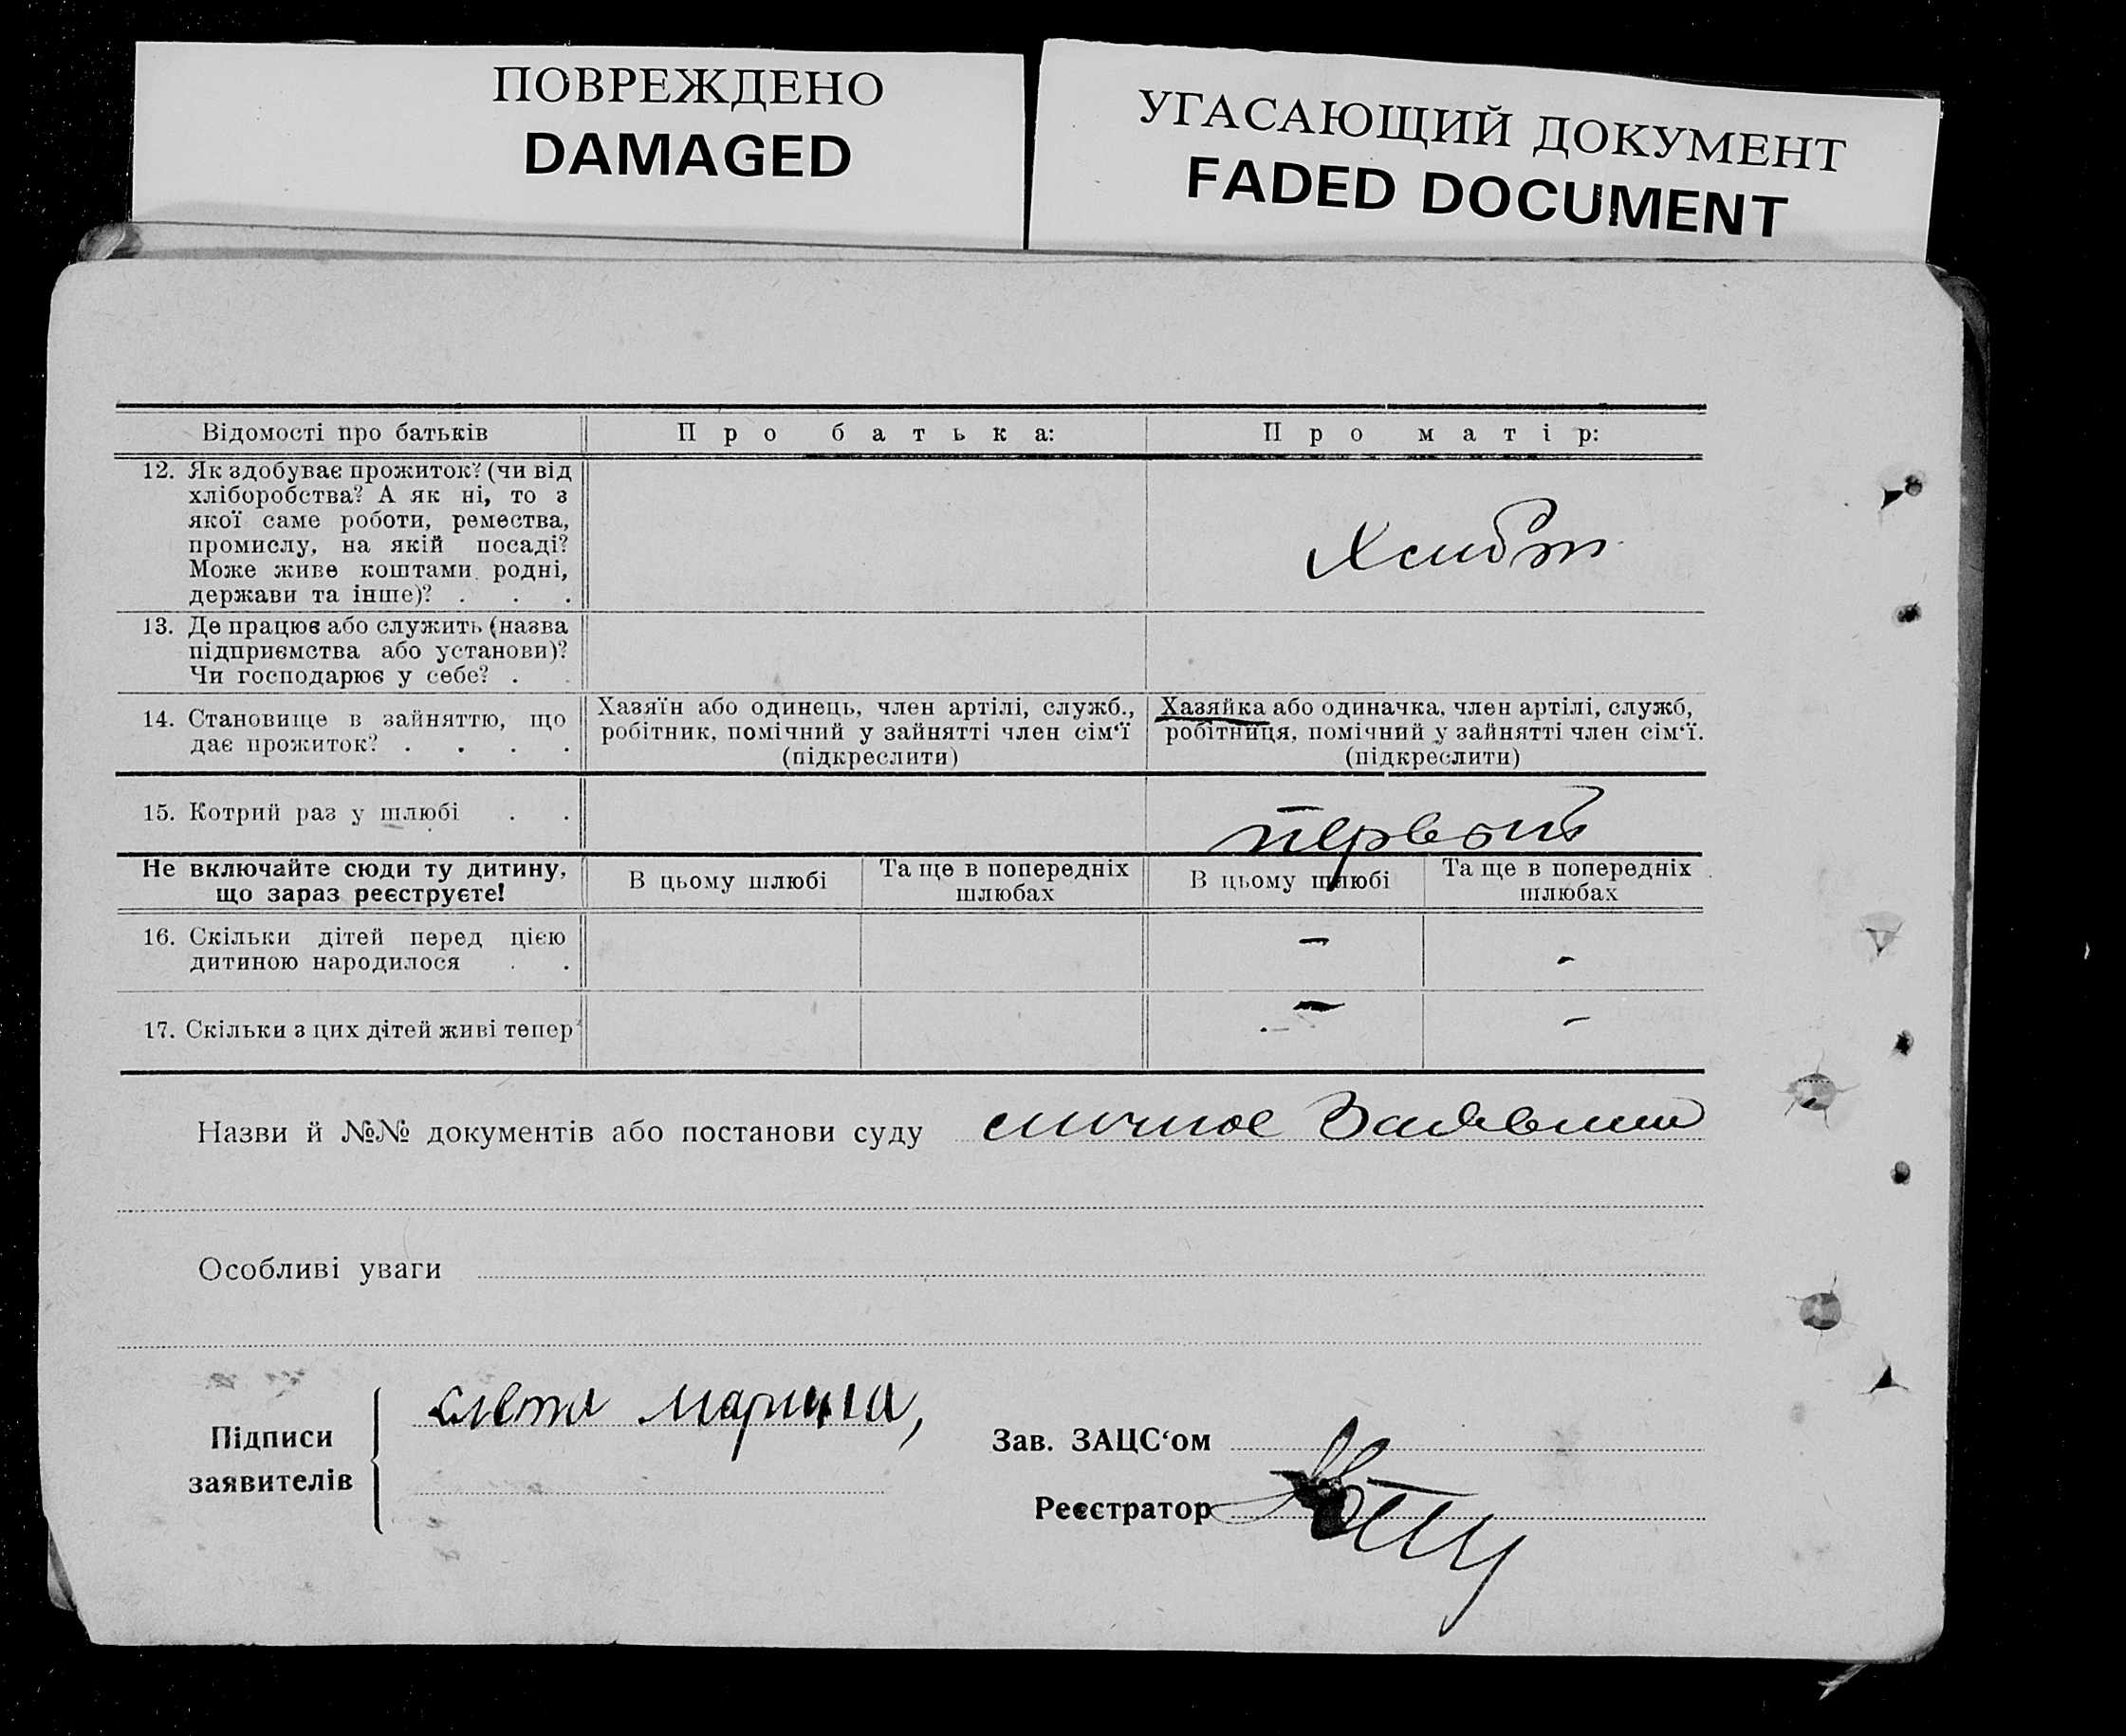 ПОВРЕЖДЕНО
DAMAGED
УГАСАЮЩИЙ ДОКУМЕНТ
FADED DOCUMENT
Відомості про батьків
Про батька:
Про матір:
12. Як здобуває прожиток? (чи від
хліборобства? А як ні, то з
якої саме роботи, ремества,
промислу, на якій посаді?
Може живе коштами родні,
держави та інше)? . . .
13. Де працює або служить (назва
підприємства або установи)?
Чи господарює у себе? . .
14. Становище в зайняттю, що
дає прожиток? . . . .
Хазяїн або одинець, член артілі, служб.,
робітник, помічний у зайнятті член сім‘ї
(підкреслити)
Хазяйка або одиначка, член артілі, служб,
робітниця, помічний у зайнятті член сім‘ї.
(підкреслити)
15. Котрий раз у шлюбі . .
первый
Не включайте сюди ту дитину,
що зараз реєструєте!
В цьому шлюбі
Та ще в попередніх
шлюбах
В цьому шлюбі
Та ще в попередніх
шлюбах
16. Скільки дітей перед цією
дитиною народилося . .
-
-
17. Скільки з цих дітей живі тепер
-
-
Назви й №№ документів або постанови суду личное
Особливі уваги
Підписи
заявителів
марина,
Зав. ЗАЦС‘ом
Реєстратор